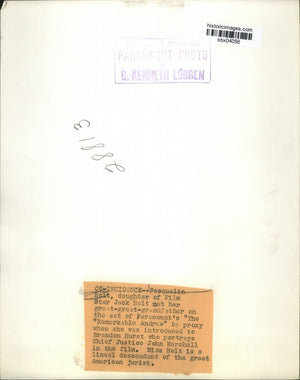 historicimages.com
sbx04056
PARAMOUNT PHOTO
BY
G. KENNETH LOBBEN
28813
CO-INCIDENCE--Pasquelin
Holt, daughter of Film
Star Jack Holt met her
great-great-grandfather on
the set of Paramount's "The
"Remarkable Andrew" by proxy
when she was introduced to
Brandon Hurst who portrays
Chief Justice John Marshall
in the film. Miss Holt is a
lineal descendant of the great
American jurist.